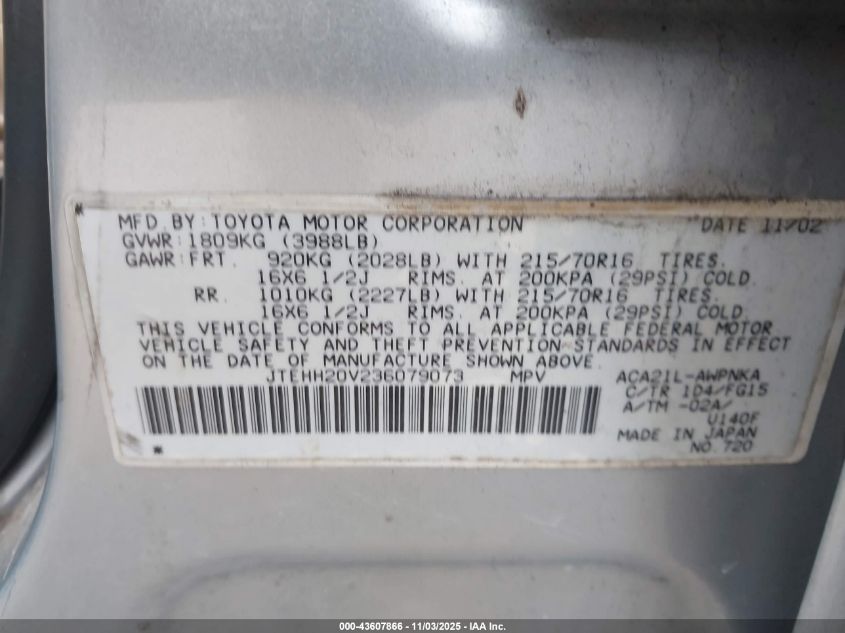 MFD. BY: TOYOTA MOTOR CORPORATION DATE 11/02
GVWR: 1809KG (3988LB)
GAWR: FRT. 920KG (2028LB) WITH 215/70R16 TIRES.
16X6 1/2J RIMS. AT 200KPA (29PSI) COLD.
RR. 1010KG (2227LB) WITH 215/70R16 TIRES.
16X6 1/2J RIMS. AT 200KPA (29PSI) COLD.
THIS VEHICLE CONFORMS TO ALL APPLICABLE FEDERAL MOTOR
VEHICLE SAFETY AND THEFT PREVENTION STANDARDS IN EFFECT
ON THE DATE OF MANUFACTURE SHOWN ABOVE.
JTEHH20V236079073 MPV ACA21L-AWPNKA
C/TR 1D4/FG15
A/TM -02A/
U140F
MADE IN JAPAN
NO. 720
000-43607866 - 11/03/2025 - IAA Inc.